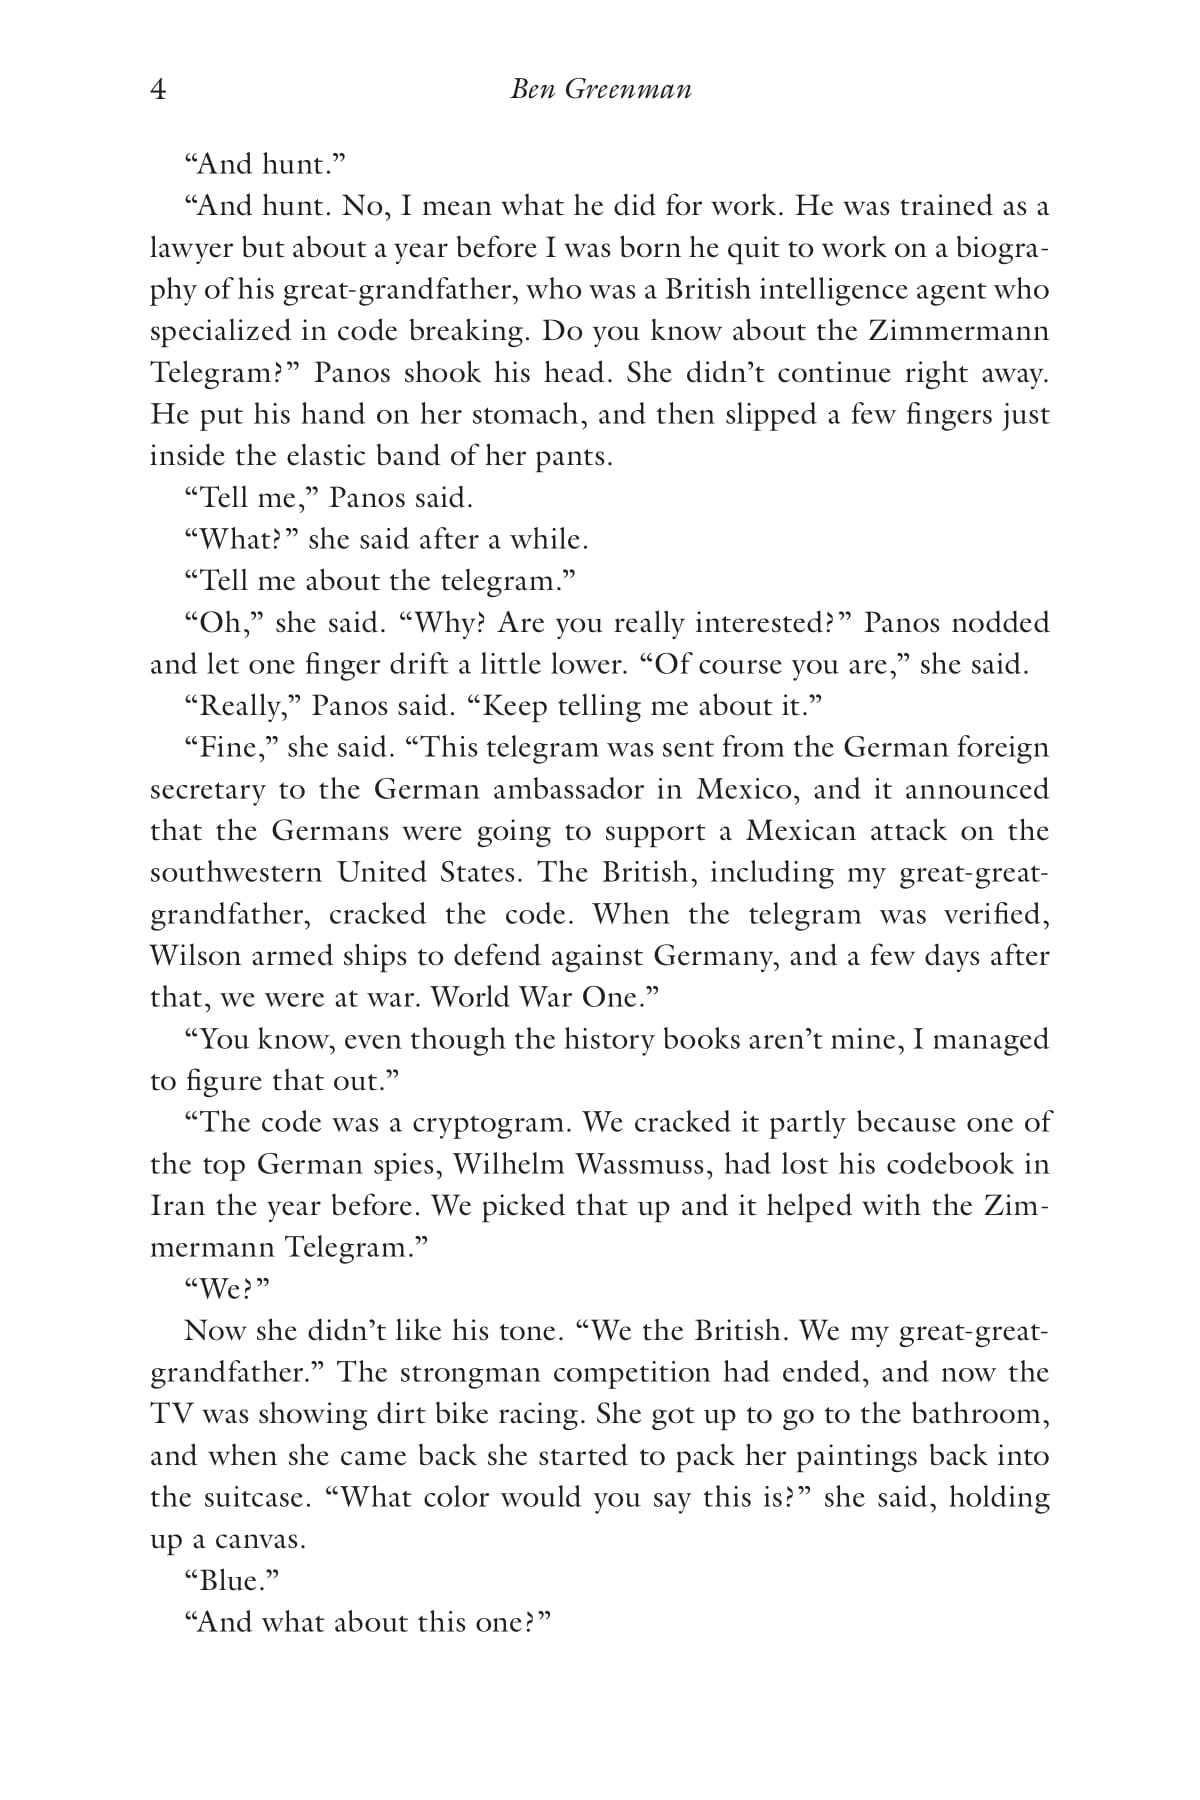 4
Ben Greenman
“And hunt.”
“And hunt. No, I mean what he did for work. He was trained as a
lawyer but about a year before I was born he quit to work on a biogra-
phy of his great-grandfather, who was a British intelligence agent who
specialized in code breaking. Do you know about the Zimmermann
Telegram?” Panos shook his head. She didn’t continue right away.
He put his hand on her stomach, and then slipped a few fingers just
inside the elastic band of her pants.
“Tell me,” Panos said.
“What?” she said after a while.
“Tell me about the telegram.”
“Oh,” she said. “Why? Are you really interested?” Panos nodded
and let one finger drift a little lower. “Of course you are,” she said.
“Really,” Panos said. “Keep telling me about it.”
“Fine,” she said. “This telegram was sent from the German foreign
secretary to the German ambassador in Mexico, and it announced
that the Germans were going to support a Mexican attack on the
southwestern United States. The British, including my great-great-
grandfather, cracked the code. When the telegram was verified,
Wilson armed ships to defend against Germany, and a few days after
that, we were at war. World War One.”
“You know, even though the history books aren’t mine, I managed
to figure that out.”
“The code was a cryptogram. We cracked it partly because one of
the top German spies, Wilhelm Wassmuss, had lost his codebook in
Iran the year before. We picked that up and it helped with the Zim-
mermann Telegram.”
“We?”
Now she didn’t like his tone. “We the British. We my great-great-
grandfather.” The strongman competition had ended, and now the
TV was showing dirt bike racing. She got up to go to the bathroom,
and when she came back she started to pack her paintings back into
the suitcase. “What color would you say this is?” she said, holding
up a canvas.
“Blue.”
“And what about this one?”